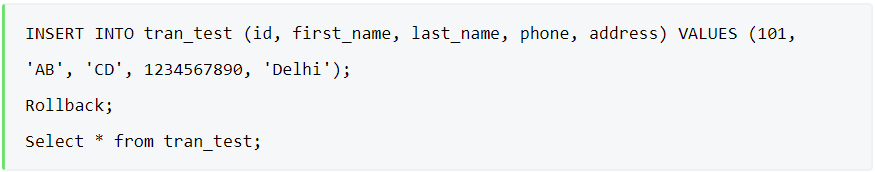 INSERT INTO tran_test (id, first_name, last_name, phone, address) VALUES (101,
'AB', 'CD', 1234567890, 'Delhi');
Rollback;
Select * from tran_test;